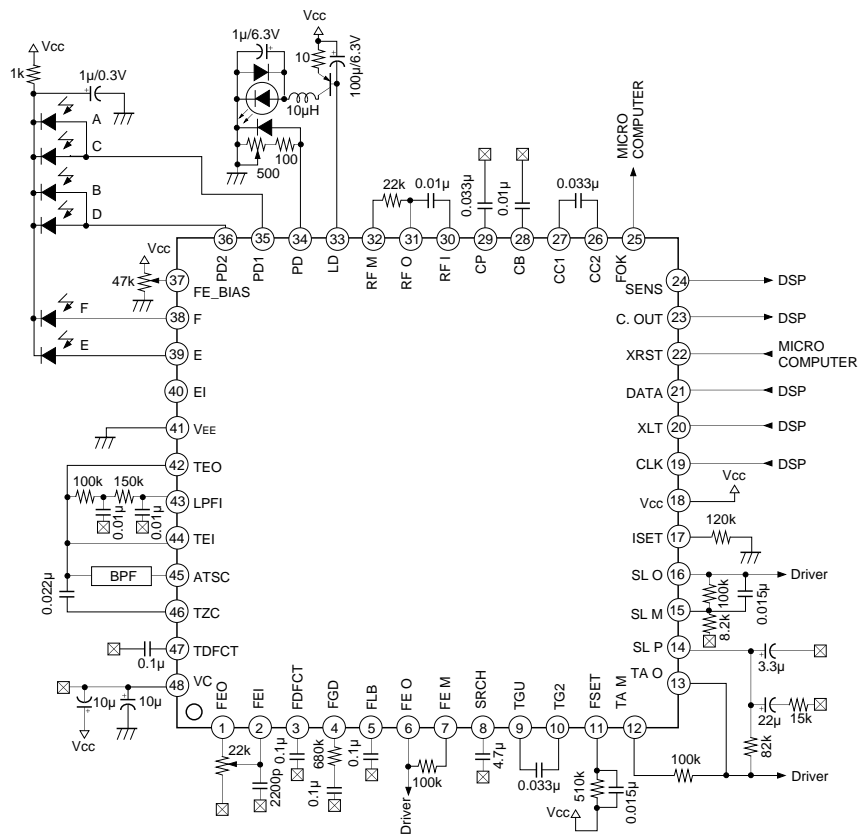 Vcc
1k
1μ/0.3V
A
C
B
D
1μ/6.3V
Vcc
10
100μ/6.3V
10μH
500
100
22k
0.01μ
0.033μ
0.01μ
0.033μ
MICRO
COMPUTER
36
35
34
33
32
31
30
29
28
27
26
25
PD2
PD1
PD
LD
RF M
RF O
RF I
CP
CB
CC1
CC2
FOK
Vcc
47k
37
FE_BIAS
F
38
F
E
39
E
40
EI
41
VEE
42
TEO
100k
150k
43
LPFI
0.01μ
0.01μ
44
TEI
BPF
45
ATSC
0.022μ
46
TZC
47
TDFCT
0.1μ
48
VC
10μ
10μ
Vcc
SENS
24
DSP
C. OUT
23
DSP
XRST
22
MICRO
COMPUTER
DATA
21
DSP
XLT
20
DSP
CLK
19
DSP
Vcc
18
Vcc
ISET
17
120k
SL O
16
Driver
100k
0.015μ
SL M
15
8.2k
SL P
14
3.3μ
TA O
13
22μ
15k
82k
100k
Driver
FEO
FEI
FDFCT
FGD
FLB
FE O
FE M
SRCH
TGU
TG2
FSET
TA M
1
2
3
4
5
6
7
8
9
10
11
12
22k
2200p
0.1μ
680k
0.1μ
0.1μ
100k
Driver
4.7μ
0.033μ
510k
0.015μ
Vcc